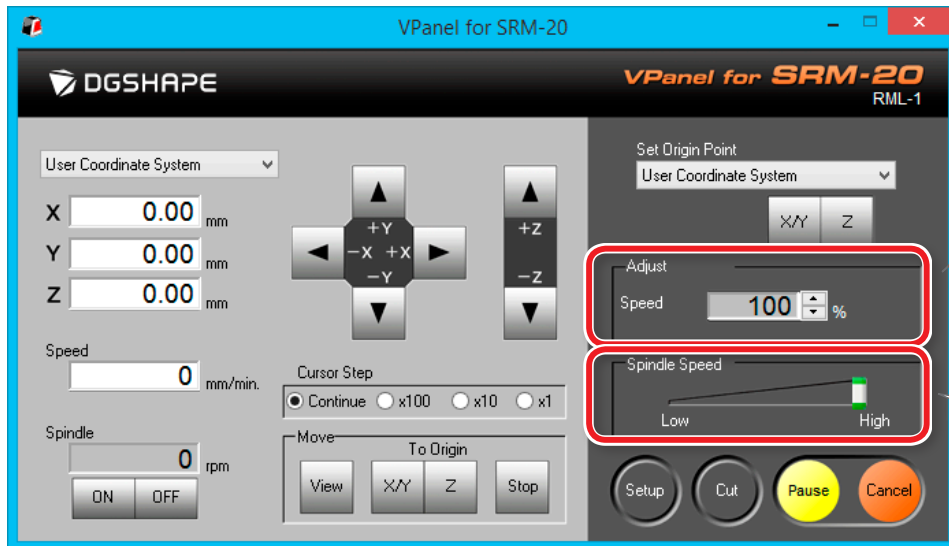 VPanel for SRM-20
DGSHAPE
VPanel for SRM-20
RML-1
User Coordinate System
X 0.00 mm
Y 0.00 mm
Z 0.00 mm
Speed
0 mm/min.
Spindle
0 rpm
ON OFF
+Y
-X +X
-Y
+Z
-Z
Cursor Step
Continue x100 x10 x1
Move
To Origin
View X/Y Z Stop
Set Origin Point
User Coordinate System
X/Y Z
Adjust
Speed 100 %
Spindle Speed
Low High
Setup Cut Pause Cancel